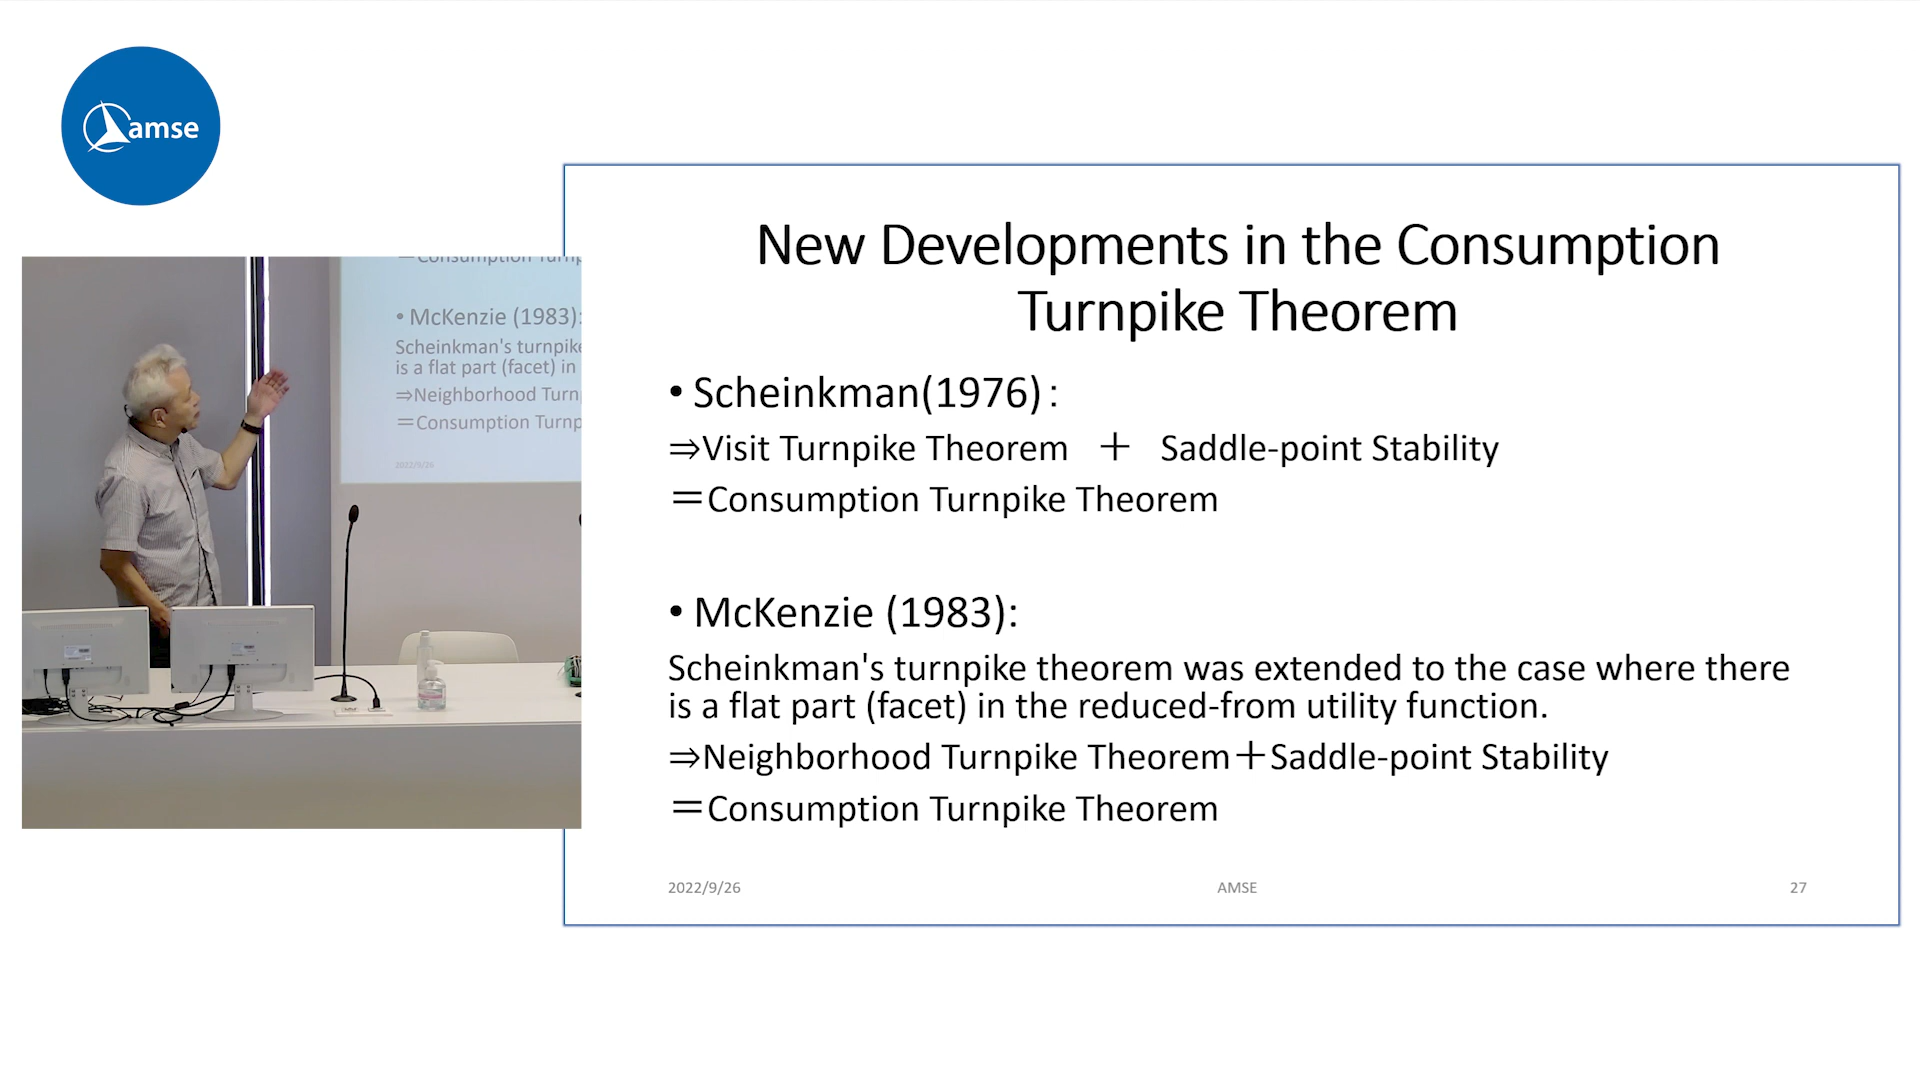 amse
Consumption Turnp
• McKenzie (1983):
Scheinkman's turnpike
is a flat part (facet) in
⇒Neighborhood Turn
＝Consumption Turnp
2022/9/26
New Developments in the Consumption
Turnpike Theorem
• Scheinkman(1976)：
⇒Visit Turnpike Theorem ＋ Saddle-point Stability
＝Consumption Turnpike Theorem
• McKenzie (1983):
Scheinkman's turnpike theorem was extended to the case where there
is a flat part (facet) in the reduced-from utility function.
⇒Neighborhood Turnpike Theorem＋Saddle-point Stability
＝Consumption Turnpike Theorem
2022/9/26
AMSE
27